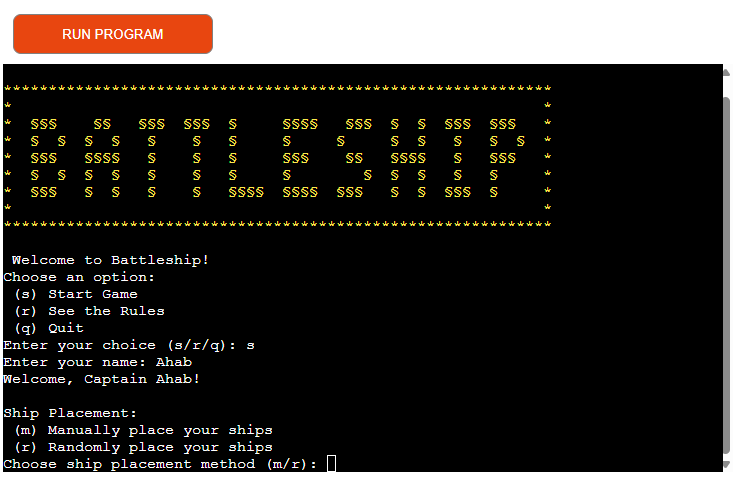 RUN PROGRAM
*************************************************************
*                                                           *
*  §§§    §§   §§§  §§§  §     §§§§   §§§  §  §  §§§  §§§   *
*  §  §  §  §   §    §   §     §     §     §  §   §   §  §  *
*  §§§   §§§§   §    §   §     §§§    §§   §§§§   §   §§§   *
*  §  §  §  §   §    §   §     §        §  §  §   §   §     *
*  §§§   §  §   §    §   §§§§  §§§§  §§§   §  §  §§§  §     *
*                                                           *
*************************************************************
Welcome to Battleship!
Choose an option:
(s) Start Game
(r) See the Rules
(q) Quit
Enter your choice (s/r/q): s
Enter your name: Ahab
Welcome, Captain Ahab!
Ship Placement:
(m) Manually place your ships
(r) Randomly place your ships
Choose ship placement method (m/r):